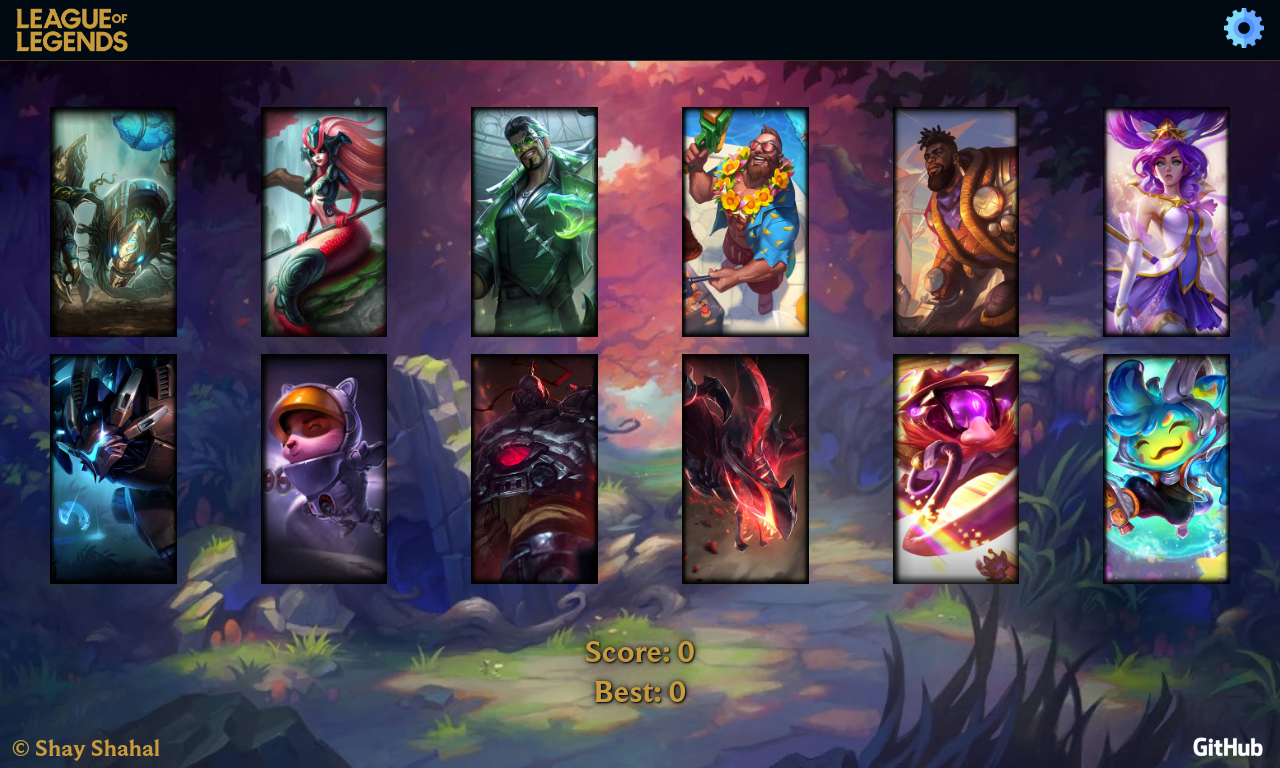 LEAGUE OF
LEGENDS
Score: 0
Best: 0
© Shay Shahal
GitHub